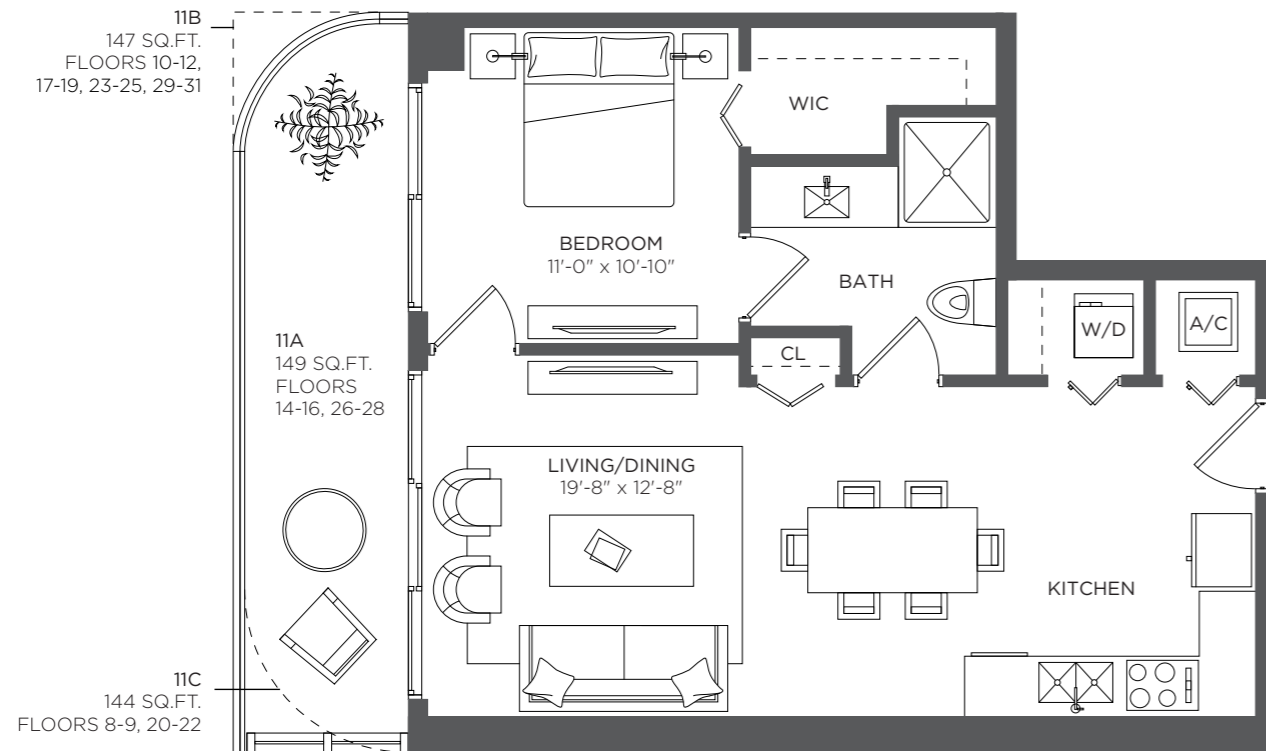 11B
147 SQ.FT.
FLOORS 10-12,
17-19, 23-25, 29-31
WIC
BEDROOM
11'-0" x 10'-10"
BATH
W/D
A/C
11A
149 SQ.FT.
FLOORS
14-16, 26-28
CL
LIVING/DINING
19'-8" x 12'-8"
KITCHEN
11C
144 SQ.FT.
FLOORS 8-9, 20-22